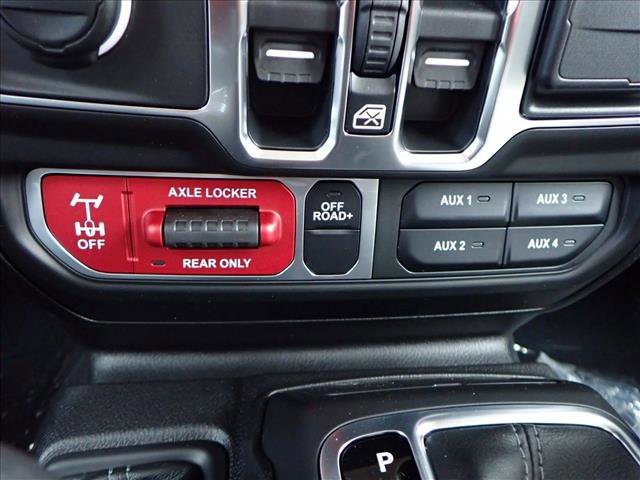 AXLE LOCKER
OFF
REAR ONLY
OFF
ROAD+
AUX 1
AUX 3
AUX 2
AUX 4
P